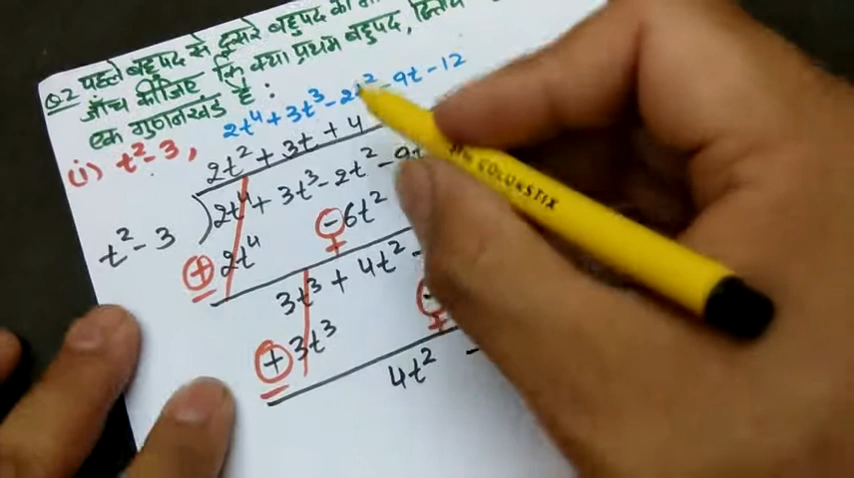 Q2 पहले बहुपद से दूसरे बहुपद को
जाँच कीजिए कि क्या प्रथम बहुपद, द्वितीय
एक गुणनखंड है :
(i) t² - 3, 2t⁴ + 3t³ - 2t² - 9t - 12
2t² + 3t + 4
t² - 3 ) 2t⁴ + 3t³ - 2t² - 9t
2t⁴ - 6t²
⊕ +
3t³ + 4t²
⊕ 3t³
4t² -
COLOUSTIX